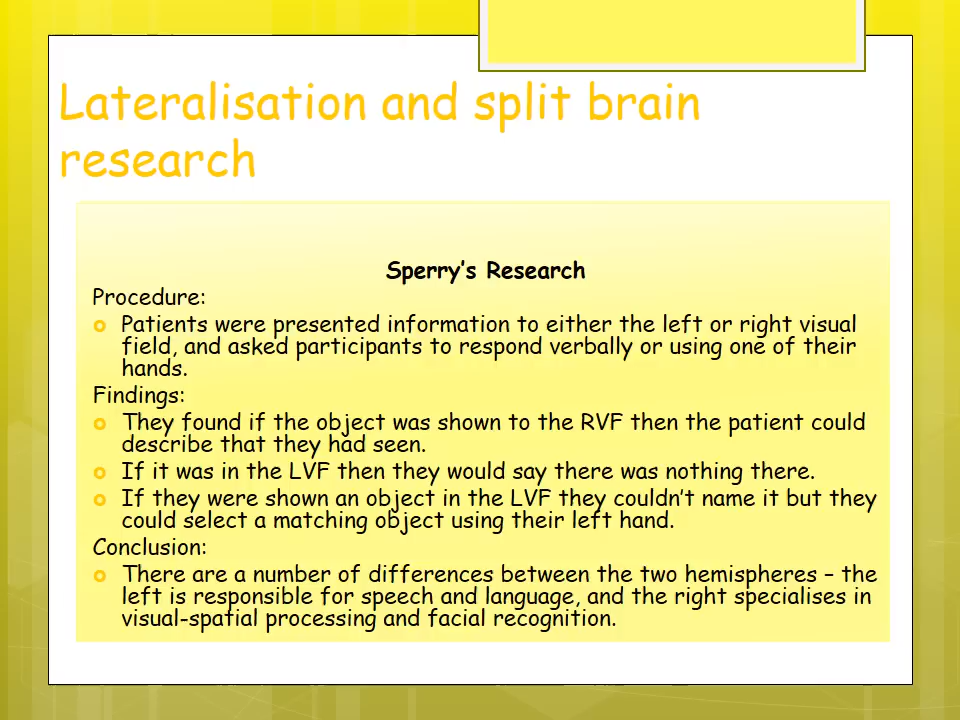 Lateralisation and split brain
research
Sperry's Research
Procedure:
Patients were presented information to either the left or right visual
field, and asked participants to respond verbally or using one of their
hands.
Findings:
They found if the object was shown to the RVF then the patient could
describe that they had seen.
If it was in the LVF then they would say there was nothing there.
If they were shown an object in the LVF they couldn't name it but they
could select a matching object using their left hand.
Conclusion:
There are a number of differences between the two hemispheres – the
left is responsible for speech and language, and the right specialises in
visual-spatial processing and facial recognition.